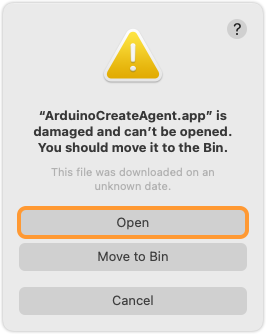 ?
“ArduinoCreateAgent.app” is
damaged and can’t be opened.
You should move it to the Bin.
This file was downloaded on an
unknown date.
Open
Move to Bin
Cancel